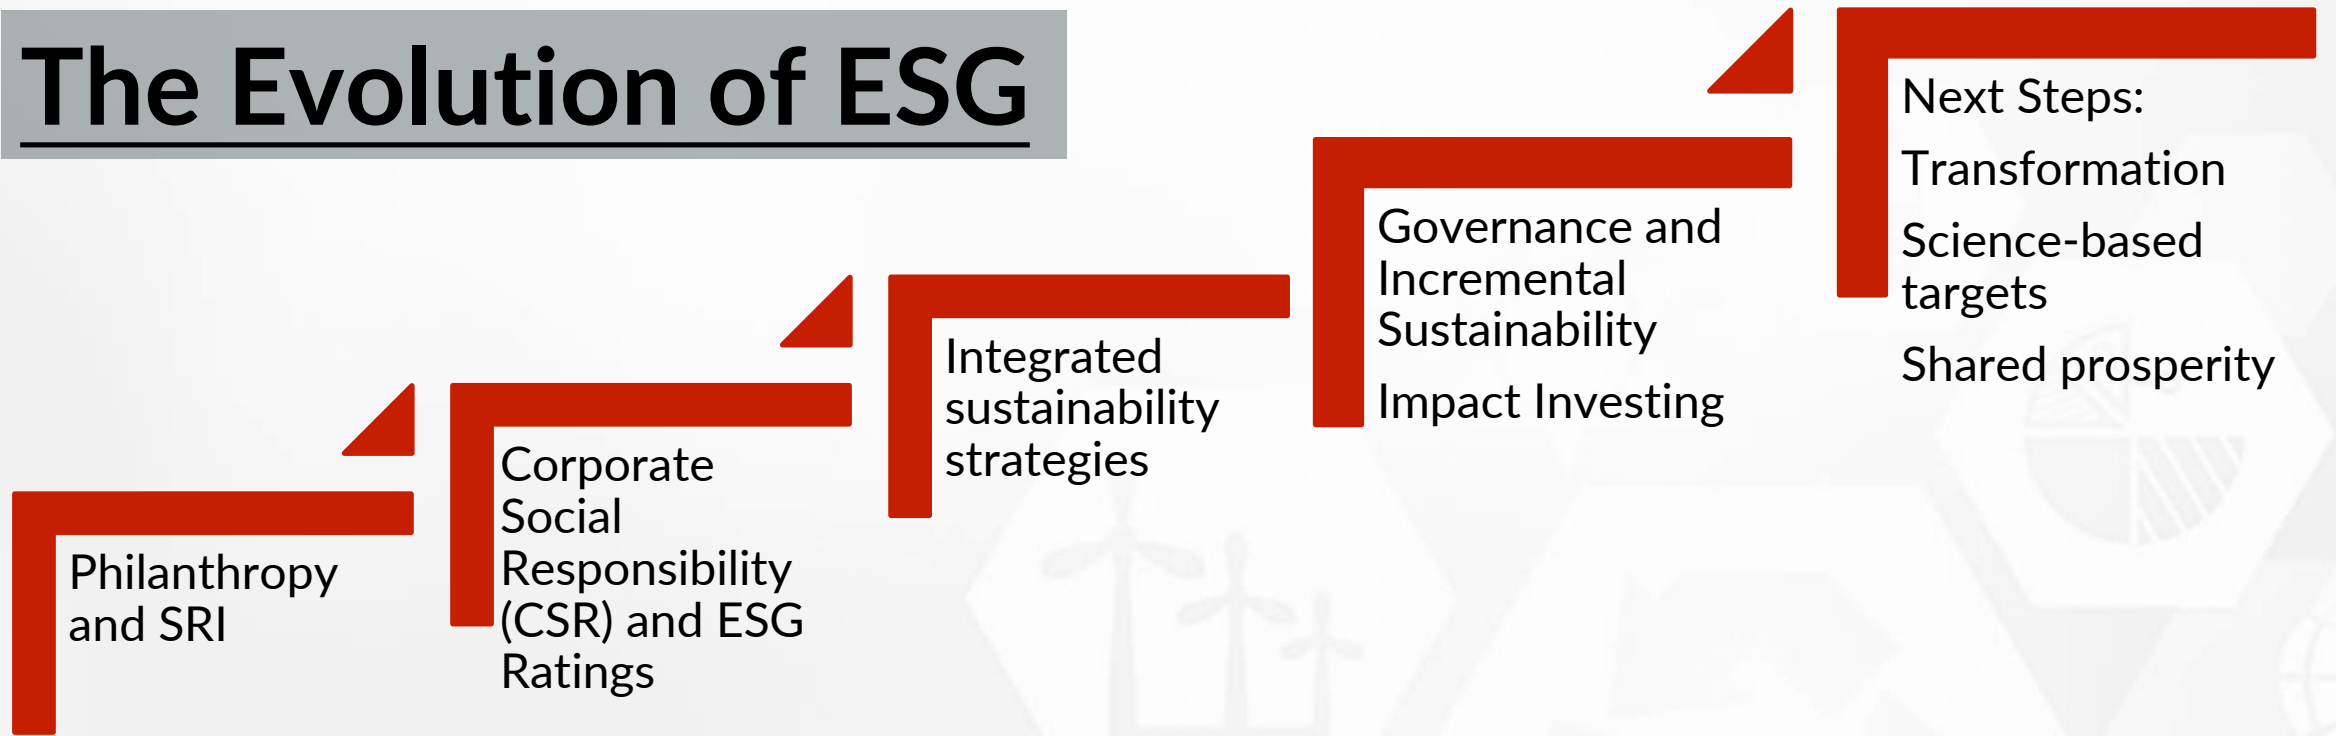 The Evolution of ESG
Philanthropy
and SRI
Corporate
Social
Responsibility
(CSR) and ESG
Ratings
Integrated
sustainability
strategies
Governance and
Incremental
Sustainability
Impact Investing
Next Steps:
Transformation
Science-based
targets
Shared prosperity